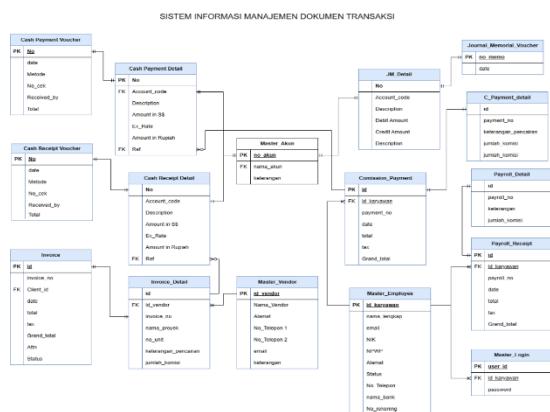 SISTEM INFORMASI MANAJEMEN DOKUMEN TRANSAKSI
Cash Payment Voucher
PK No
date
Metode
No_cek
Received_by
Total
Cash Payment Detail
PK No
FK Account_code
Description
Amount in S$
Ex_Rate
Amount in Rupiah
FK Ref
JM_Detail
No
Account_code
Description
Debit Amount
Credit Amount
Description
Journal_Memorial_Voucher
PK no_memo
date
C_Payment_detail
id
payment_no
keterangan_pencairan
jumlah_komisi
jumlah_komisi
Cash Receipt Voucher
PK No
date
Metode
No_cek
Received_by
Total
Cash Receipt Detail
No
Account_code
Description
Amount in S$
Ex_Rate
Amount in Rupiah
FK Ref
Master_Akun
PK no_akun
FK nama_akun
keterangan
Comission_Payment
PK id
FK id_karyawan
payment_no
date
total
tax
Grand_total
Payroll_Detail
id
payroll_no
keterangan
jumlah_komisi
Payroll_Receipt
PK id
FK id_karyawan
payroll_no
date
total
tax
Grand_total
Invoice
PK id
invoice_no
FK Client_id
date
total
tax
Grand_total
Attn
Status
Invoice_Detail
id
FK id_vendor
invoice_no
nama_proyek
no_unit
keterangan_pencairan
jumlah_komisi
Master_Vendor
PK id_vendor
Nama_Vendor
Alamat
No_Telepon 1
No_Telepon 2
email
keterangan
Master_Employee
PK id_karyawan
nama_lengkap
email
NIK
NPWP
Alamat
Status
No. Telepon
nama_bank
No_rekening
Master_Login
PK user_id
FK id_karyawan
password